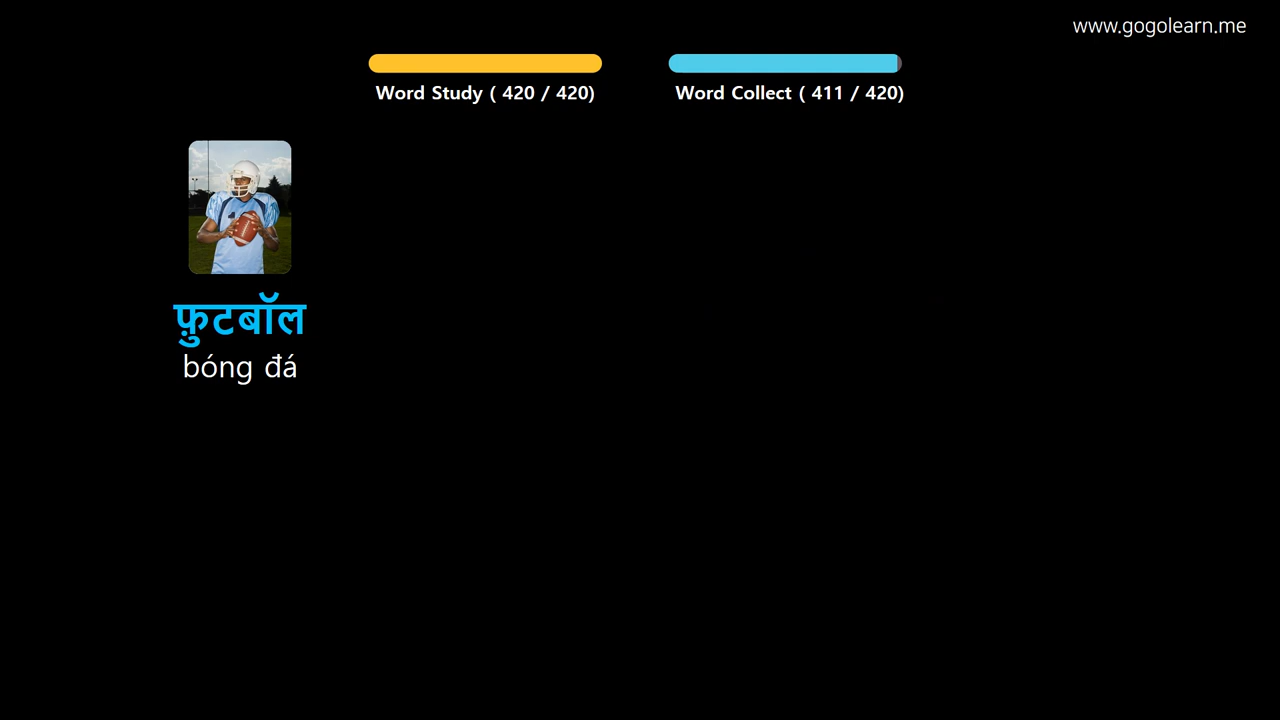 www.gogolearn.me
Word Study ( 420 / 420)
Word Collect ( 411 / 420)
फ़ुटबॉल
bóng đá